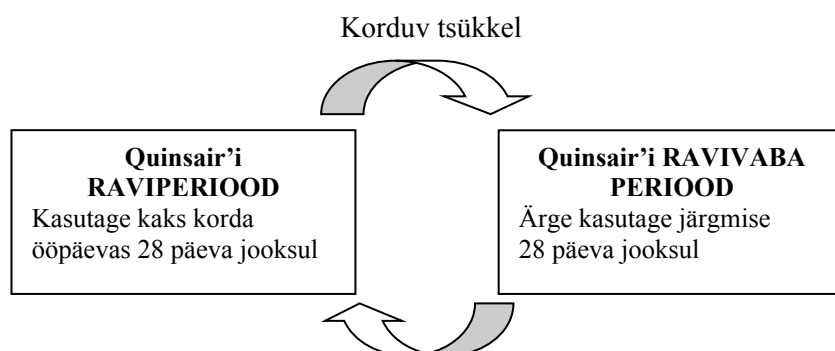 Korduv tsükkel
Quinsair’i
RAVIPERIOOD
Kasutage kaks korda
ööpäevas 28 päeva jooksul
Quinsair’i RAVIVABA
PERIOOD
Ärge kasutage järgmise
28 päeva jooksul